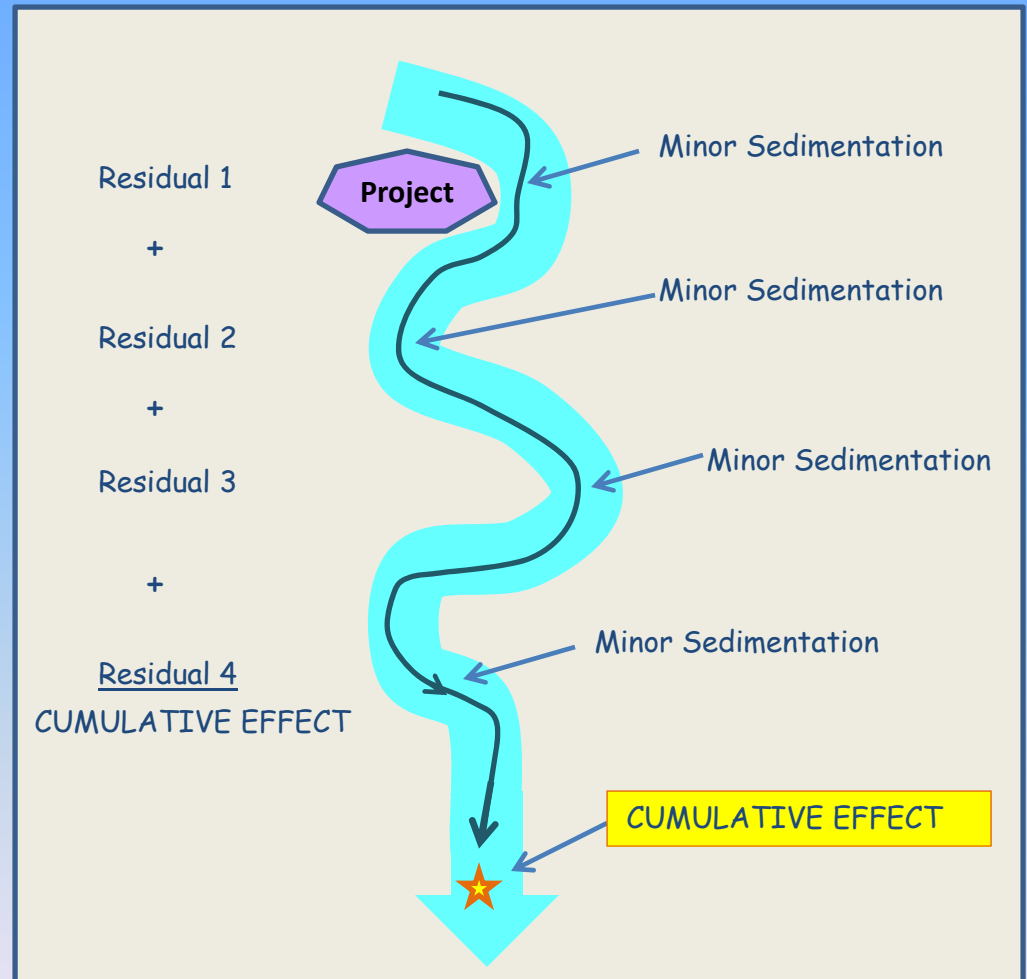 Minor Sedimentation
Residual 1
Project
+
Minor Sedimentation
Residual 2
+
Minor Sedimentation
Residual 3
+
Minor Sedimentation
Residual 4
CUMULATIVE EFFECT
CUMULATIVE EFFECT